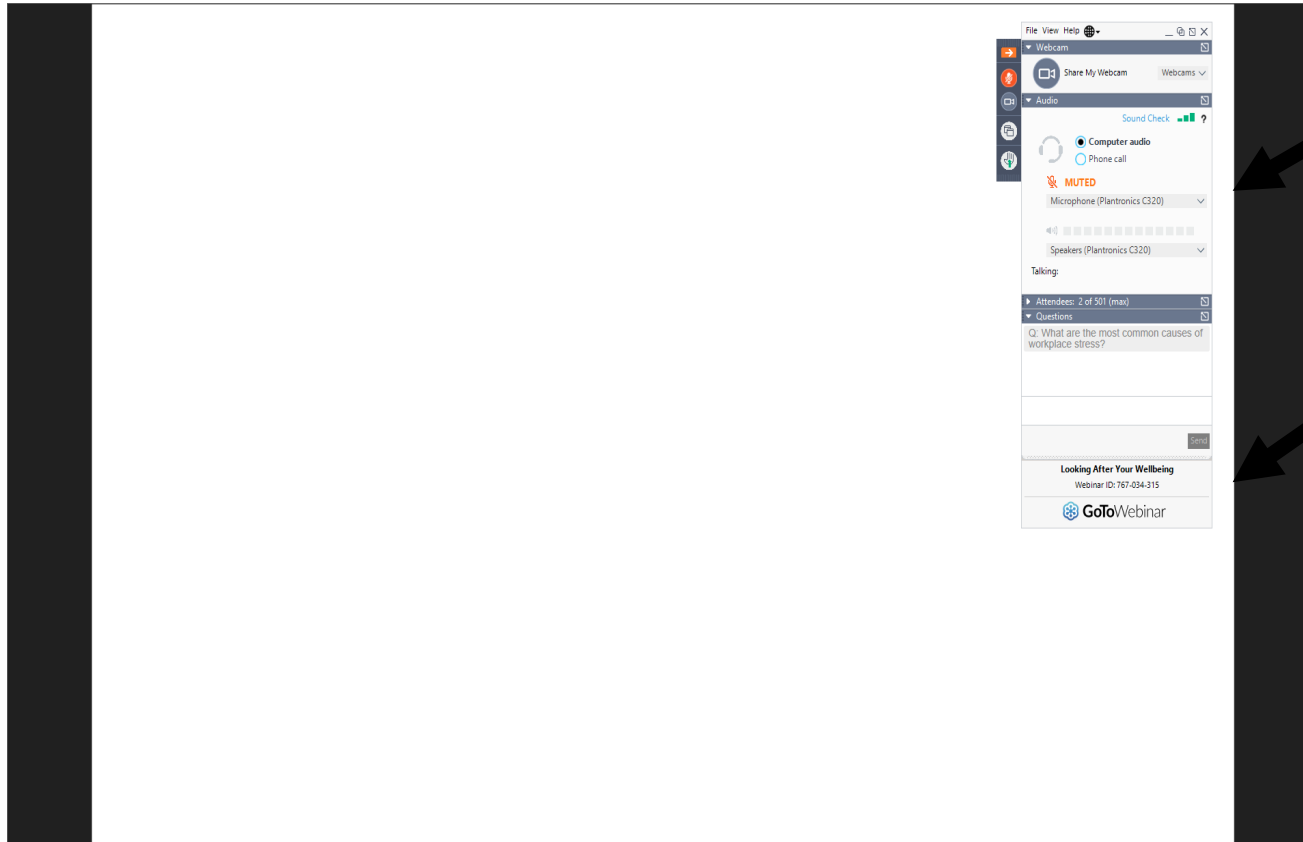 File View Help
Webcam
Share My Webcam Webcams
Audio
Sound Check ?
Computer audio
Phone call
MUTED
Microphone (Plantronics C320)
Speakers (Plantronics C320)
Talking:
Attendees: 2 of 501 (max)
Questions
Q: What are the most common causes of
workplace stress?
Send
Looking After Your Wellbeing
Webinar ID: 767-034-315
GoToWebinar